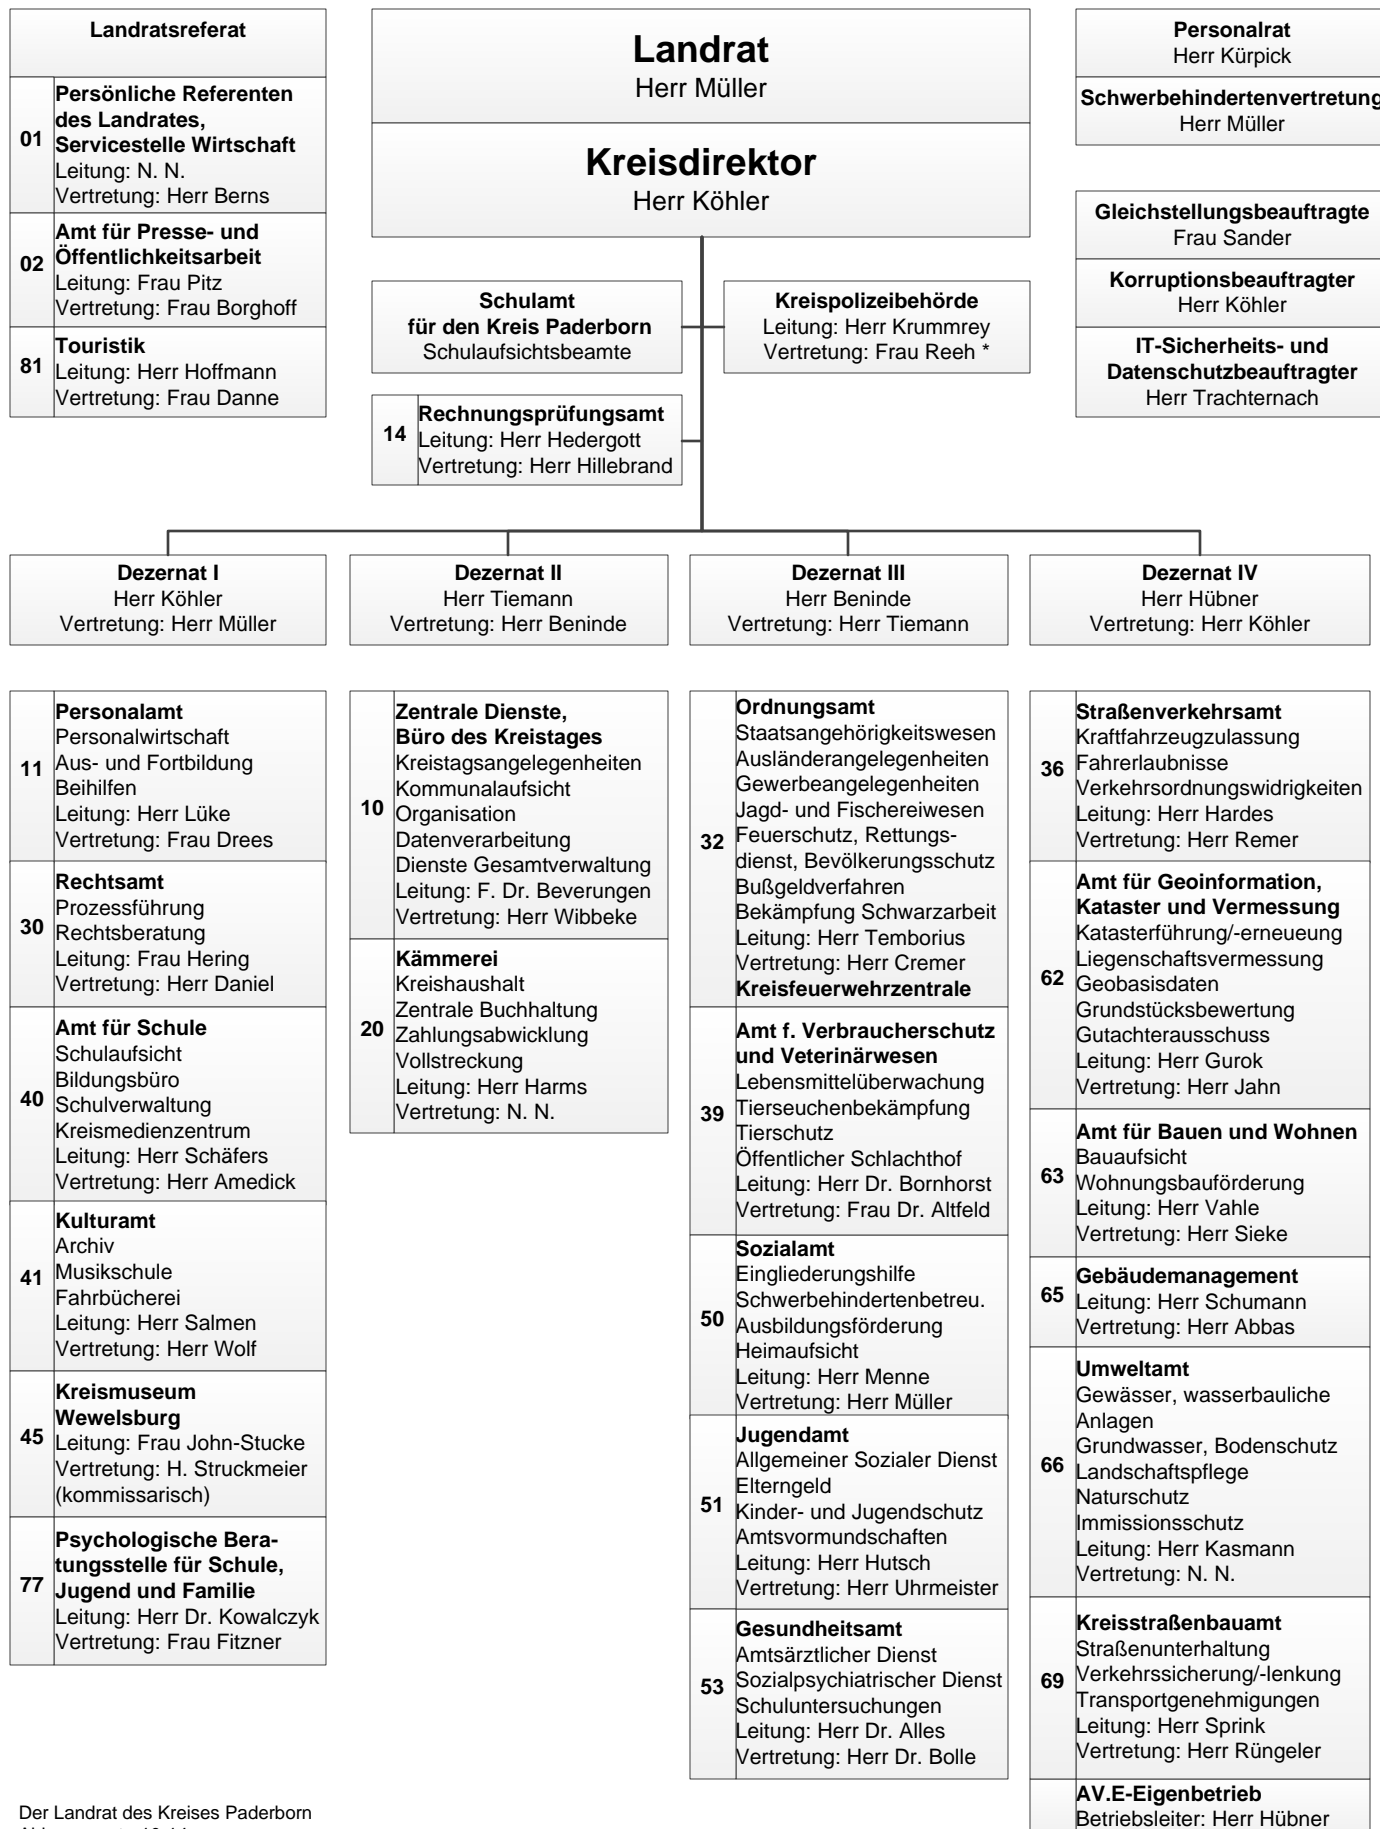 Landratsreferat
01
Persönliche Referenten
des Landrates,
Servicestelle Wirtschaft
Leitung: N. N.
Vertretung: Herr Berns
02
Amt für Presse- und
Öffentlichkeitsarbeit
Leitung: Frau Pitz
Vertretung: Frau Borghoff
81
Touristik
Leitung: Herr Hoffmann
Vertretung: Frau Danne
Landrat
Herr Müller
Kreisdirektor
Herr Köhler
Personalrat
Herr Kürpick
Schwerbehindertenvertretung
Herr Müller
Gleichstellungsbeauftragte
Frau Sander
Korruptionsbeauftragter
Herr Köhler
IT-Sicherheits- und
Datenschutzbeauftragter
Herr Trachternach
Schulamt
für den Kreis Paderborn
Schulaufsichtsbeamte
Kreispolizeibehörde
Leitung: Herr Krummrey
Vertretung: Frau Reeh *
14
Rechnungsprüfungsamt
Leitung: Herr Hedergott
Vertretung: Herr Hillebrand
Dezernat I
Herr Köhler
Vertretung: Herr Müller
Dezernat II
Herr Tiemann
Vertretung: Herr Beninde
Dezernat III
Herr Beninde
Vertretung: Herr Tiemann
Dezernat IV
Herr Hübner
Vertretung: Herr Köhler
11
Personalamt
Personalwirtschaft
Aus- und Fortbildung
Beihilfen
Leitung: Herr Lüke
Vertretung: Frau Drees
30
Rechtsamt
Prozessführung
Rechtsberatung
Leitung: Frau Hering
Vertretung: Herr Daniel
40
Amt für Schule
Schulaufsicht
Bildungsbüro
Schulverwaltung
Kreismedienzentrum
Leitung: Herr Schäfers
Vertretung: Herr Amedick
41
Kulturamt
Archiv
Musikschule
Fahrbücherei
Leitung: Herr Salmen
Vertretung: Herr Wolf
45
Kreismuseum
Wewelsburg
Leitung: Frau John-Stucke
Vertretung: H. Struckmeier
(kommissarisch)
77
Psychologische Bera-
tungsstelle für Schule,
Jugend und Familie
Leitung: Herr Dr. Kowalczyk
Vertretung: Frau Fitzner
10
Zentrale Dienste,
Büro des Kreistages
Kreistagsangelegenheiten
Kommunalaufsicht
Organisation
Datenverarbeitung
Dienste Gesamtverwaltung
Leitung: F. Dr. Beverungen
Vertretung: Herr Wibbeke
20
Kämmerei
Kreishaushalt
Zentrale Buchhaltung
Zahlungsabwicklung
Vollstreckung
Leitung: Herr Harms
Vertretung: N. N.
32
Ordnungsamt
Staatsangehörigkeitswesen
Ausländerangelegenheiten
Gewerbeangelegenheiten
Jagd- und Fischereiwesen
Feuerschutz, Rettungs-
dienst, Bevölkerungsschutz
Bußgeldverfahren
Bekämpfung Schwarzarbeit
Leitung: Herr Temborius
Vertretung: Herr Cremer
Kreisfeuerwehrzentrale
39
Amt f. Verbraucherschutz
und Veterinärwesen
Lebensmittelüberwachung
Tierseuchenbekämpfung
Tierschutz
Öffentlicher Schlachthof
Leitung: Herr Dr. Bornhorst
Vertretung: Frau Dr. Altfeld
50
Sozialamt
Eingliederungshilfe
Schwerbehindertenbetreu.
Ausbildungsförderung
Heimaufsicht
Leitung: Herr Menne
Vertretung: Herr Müller
51
Jugendamt
Allgemeiner Sozialer Dienst
Elterngeld
Kinder- und Jugendschutz
Amtsvormundschaften
Leitung: Herr Hutsch
Vertretung: Herr Uhrmeister
53
Gesundheitsamt
Amtsärztlicher Dienst
Sozialpsychiatrischer Dienst
Schuluntersuchungen
Leitung: Herr Dr. Alles
Vertretung: Herr Dr. Bolle
36
Straßenverkehrsamt
Kraftfahrzeugzulassung
Fahrerlaubnisse
Verkehrsordnungswidrigkeiten
Leitung: Herr Hardes
Vertretung: Herr Remer
62
Amt für Geoinformation,
Kataster und Vermessung
Katasterführung/-erneueung
Liegenschaftsvermessung
Geobasisdaten
Grundstücksbewertung
Gutachterausschuss
Leitung: Herr Gurok
Vertretung: Herr Jahn
63
Amt für Bauen und Wohnen
Bauaufsicht
Wohnungsbauförderung
Leitung: Herr Vahle
Vertretung: Herr Sieke
65
Gebäudemanagement
Leitung: Herr Schumann
Vertretung: Herr Abbas
66
Umweltamt
Gewässer, wasserbauliche
Anlagen
Grundwasser, Bodenschutz
Landschaftspflege
Naturschutz
Immissionsschutz
Leitung: Herr Kasmann
Vertretung: N. N.
69
Kreisstraßenbauamt
Straßenunterhaltung
Verkehrssicherung/-lenkung
Transportgenehmigungen
Leitung: Herr Sprink
Vertretung: Herr Rüngeler
AV.E-Eigenbetrieb
Betriebsleiter: Herr Hübner
Der Landrat des Kreises Paderborn